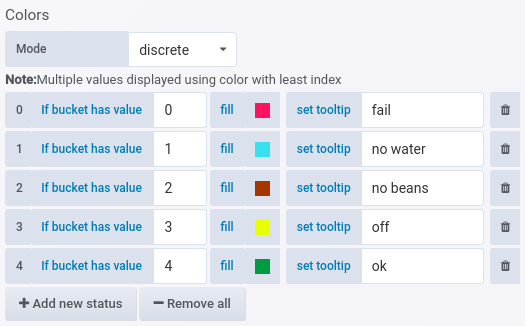 Colors
Mode discrete
Note:Multiple values displayed using color with least index
0 If bucket has value 0 fill set tooltip fail
1 If bucket has value 1 fill set tooltip no water
2 If bucket has value 2 fill set tooltip no beans
3 If bucket has value 3 fill set tooltip off
4 If bucket has value 4 fill set tooltip ok
Add new status Remove all